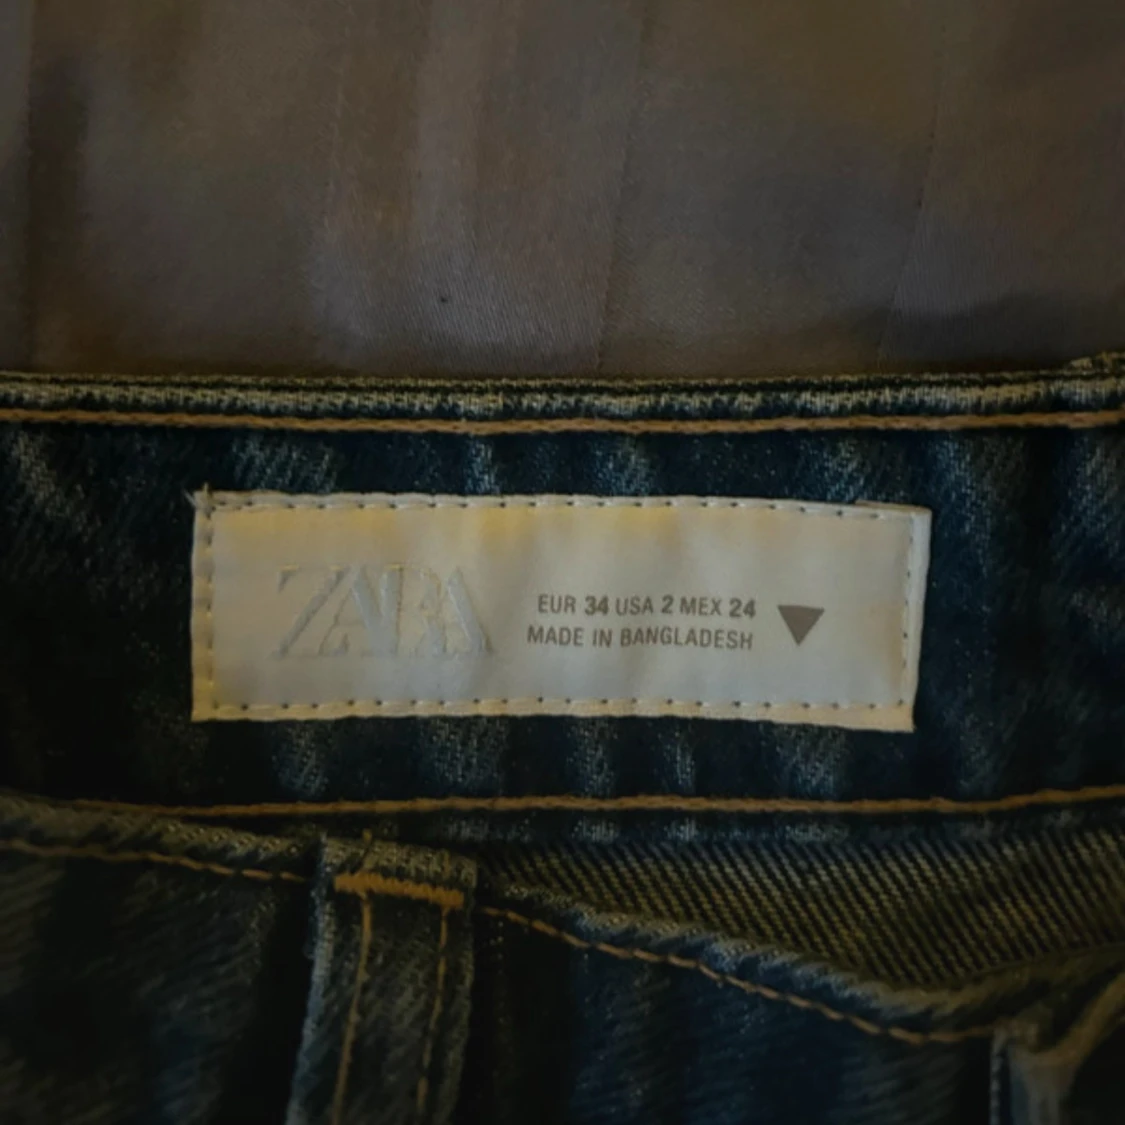 ZARA
EUR 34 USA 2 MEX 24
MADE IN BANGLADESH